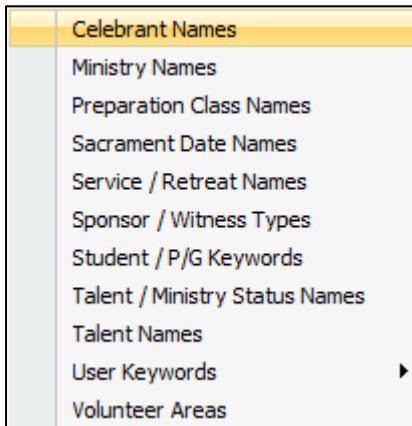 Celebrant Names
Ministry Names
Preparation Class Names
Sacrament Date Names
Service / Retreat Names
Sponsor / Witness Types
Student / P/G Keywords
Talent / Ministry Status Names
Talent Names
User Keywords
Volunteer Areas